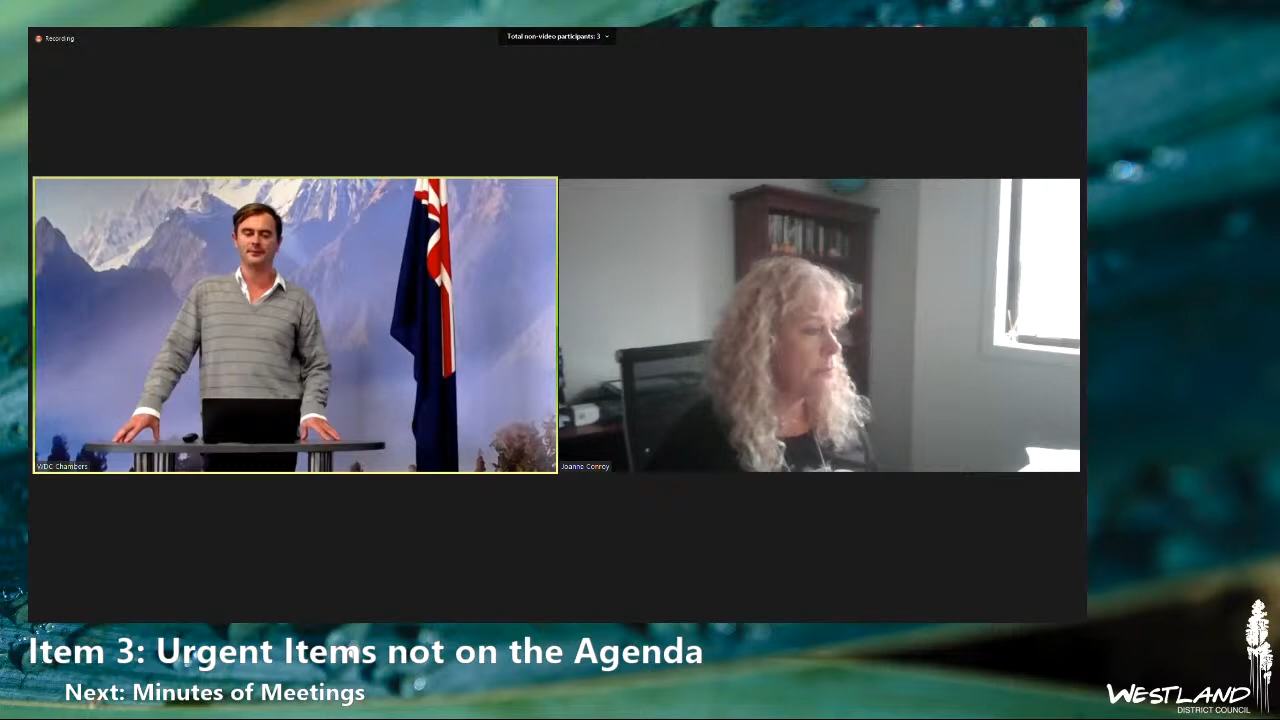 Recording
Total non-video participants: 3
WDC Chambers
Joanne Conroy
Item 3: Urgent Items not on the Agenda
Next: Minutes of Meetings
WESTLAND
DISTRICT COUNCIL